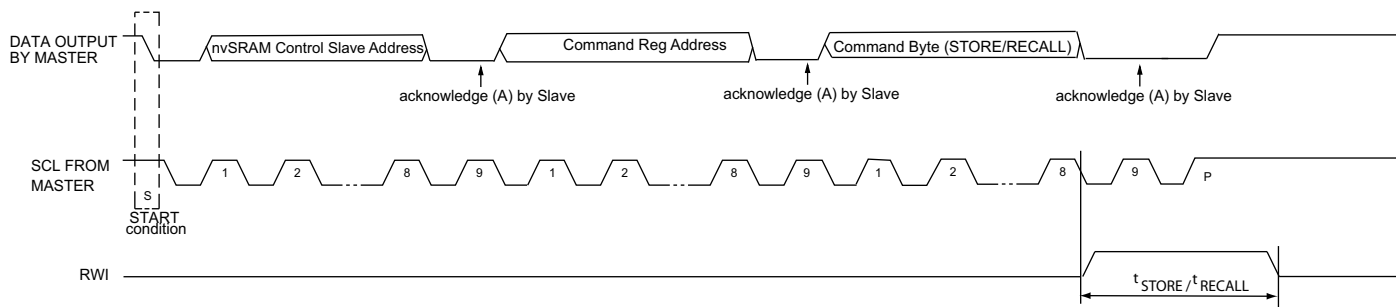 DATA OUTPUT
BY MASTER
nvSRAM Control Slave Address
Command Reg Address
Command Byte (STORE/RECALL)
acknowledge (A) by Slave
acknowledge (A) by Slave
acknowledge (A) by Slave
SCL FROM
MASTER
1 2 8 9 1 2 8 9 1 2 8 9 P
S
START
condition
RWI
t STORE / t RECALL